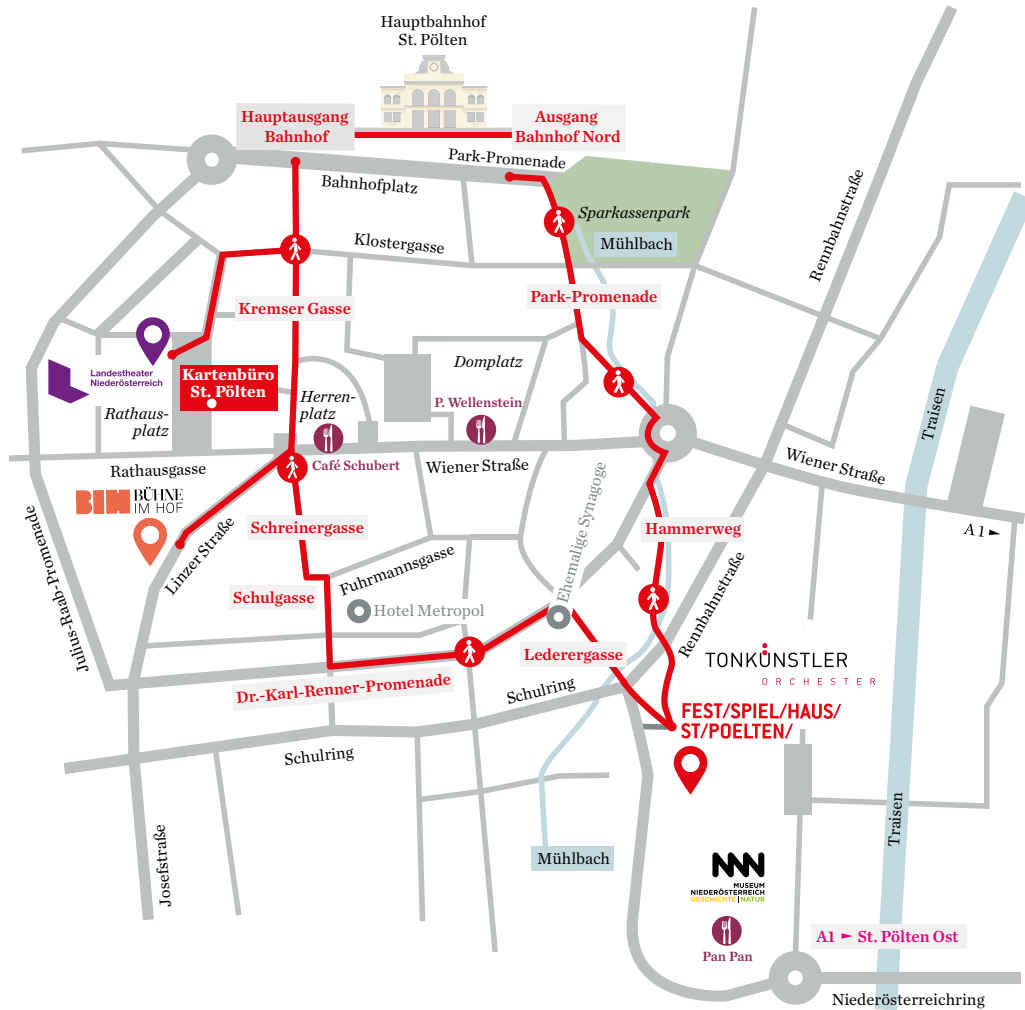 Hauptbahnhof
St. Pölten
Hauptausgang
Bahnhof
Ausgang
Bahnhof Nord
Park-Promenade
Bahnhofplatz
Sparkassenpark
Mühlbach
Klostergasse
Rennbahnstraße
Park-Promenade
Kremser Gasse
Landestheater
Niederösterreich
Kartenbüro
St. Pölten
Domplatz
Herren-
platz
Rathaus-
platz
P. Wellenstein
Traisen
Café Schubert
Rathausgasse
Wiener Straße
Wiener Straße
A1 ►
BIM BÜHNE
IM HOF
Julius-Raab-Promenade
Linzer Straße
Schreinergasse
Ehemalige Synagoge
Hammerweg
Fuhrmannsgasse
Schulgasse
Hotel Metropol
Rennbahnstraße
Lederergasse
TONKÜNSTLER
ORCHESTER
Dr.-Karl-Renner-Promenade
Schulring
FEST/SPIEL/HAUS/
ST/POELTEN/
Schulring
Traisen
Josefstraße
Mühlbach
MUSEUM
NIEDERÖSTERREICH
GESCHICHTE|NATUR
Pan Pan
A1 ► St. Pölten Ost
Niederösterreichring